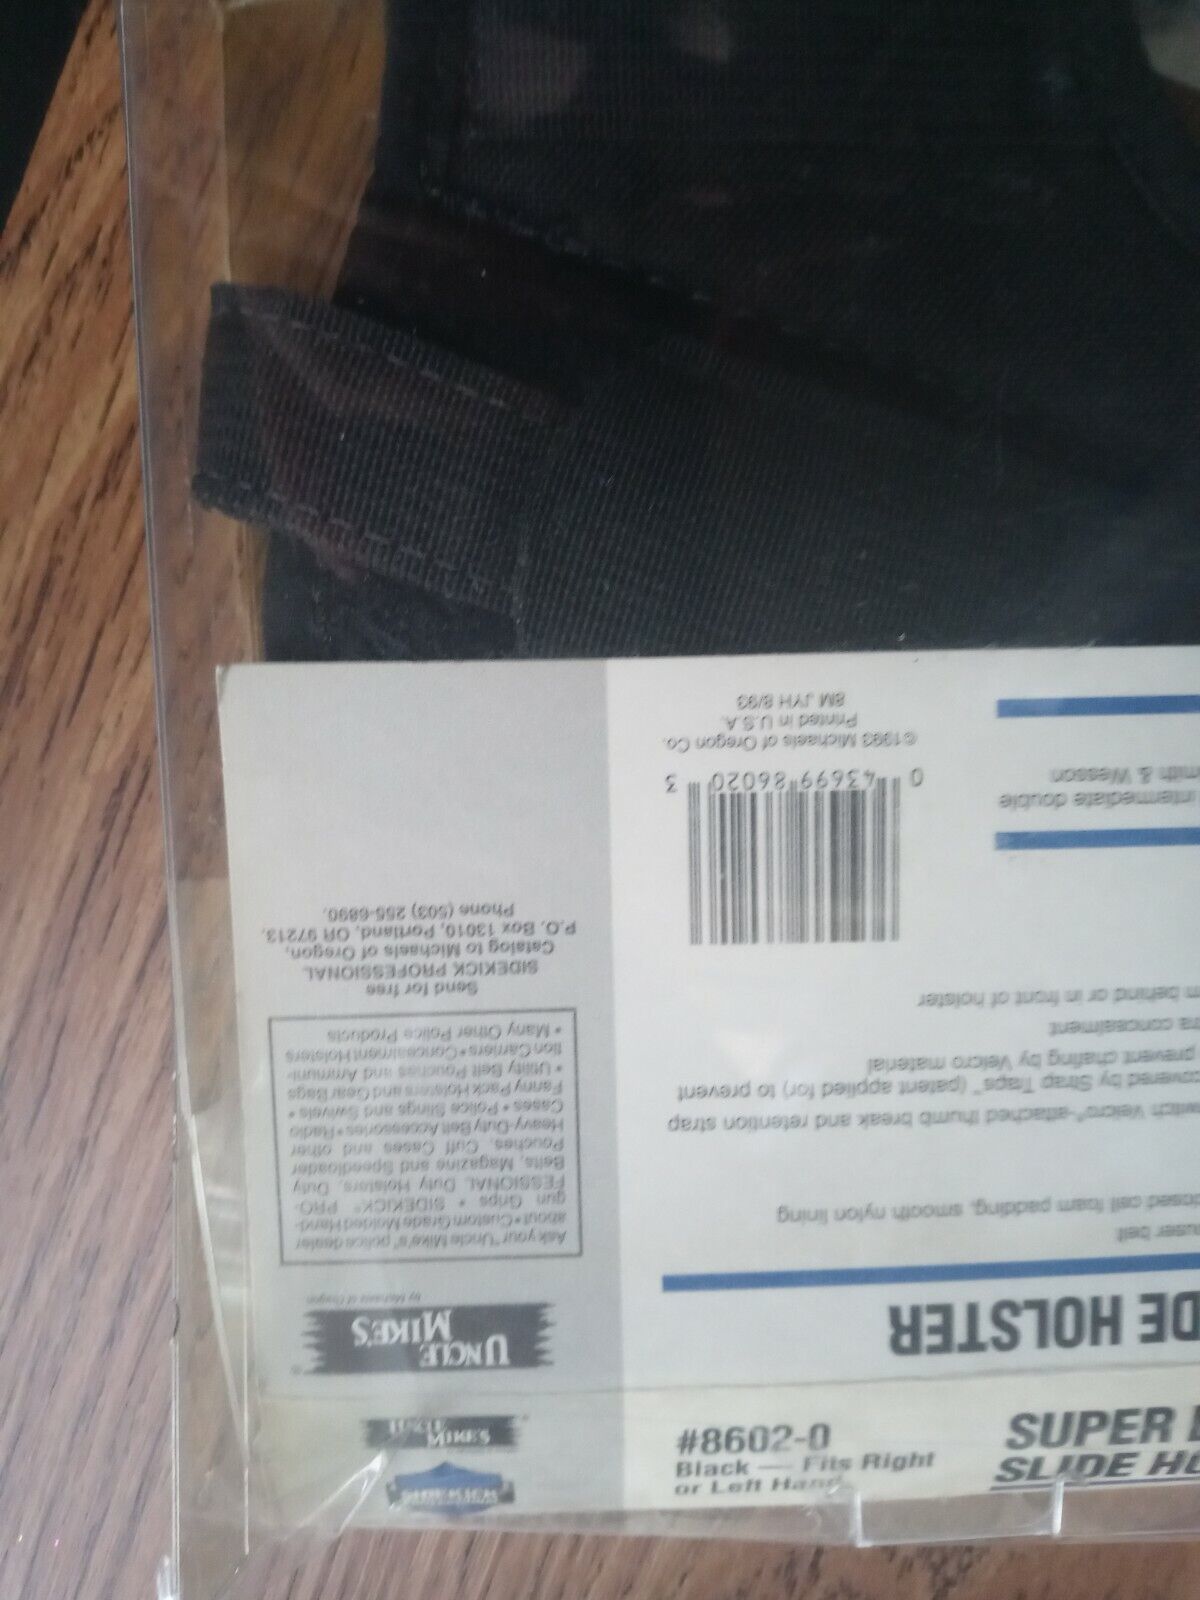 SUPER
SLIDE
#8602-0
Black — Fits Right
or Left Hand
MIKE'S
DE HOLSTER
user belt
closed cell foam padding, smooth nylon lining
Velcro®-attached thumb break and retention strap
covered by Strap Traps™ (patent applied for) to prevent
prevent chafing by Velcro material
concealment
behind or in front of holster
intermediate double
& Wesson
0 43699 86020 3
©1993 Michaels of Oregon Co.
Printed in U.S.A.
8M JYH 8/93
UNCLE
MIKE'S
by Michaels of Oregon
Ask your "Uncle Mike's" police dealer
about • Custom Grade Molded Hand-
gun Grips • SIDEKICK® PRO-
FESSIONAL Duty Holsters, Duty
Belts, Magazine and Speedloader
Pouches, Cuff Cases and other
Heavy-Duty Belt Accessories • Radio
Cases • Police Slings and Swivels •
Fanny Pack Holsters and Gear Bags
• Utility Belt Pouches and Ammuni-
tion Carriers • Concealment Holsters
• Many Other Police Products
Send for free
SIDEKICK PROFESSIONAL
Catalog to Michaels of Oregon,
P.O. Box 13010, Portland, OR 97213.
Phone (503) 255-6890.